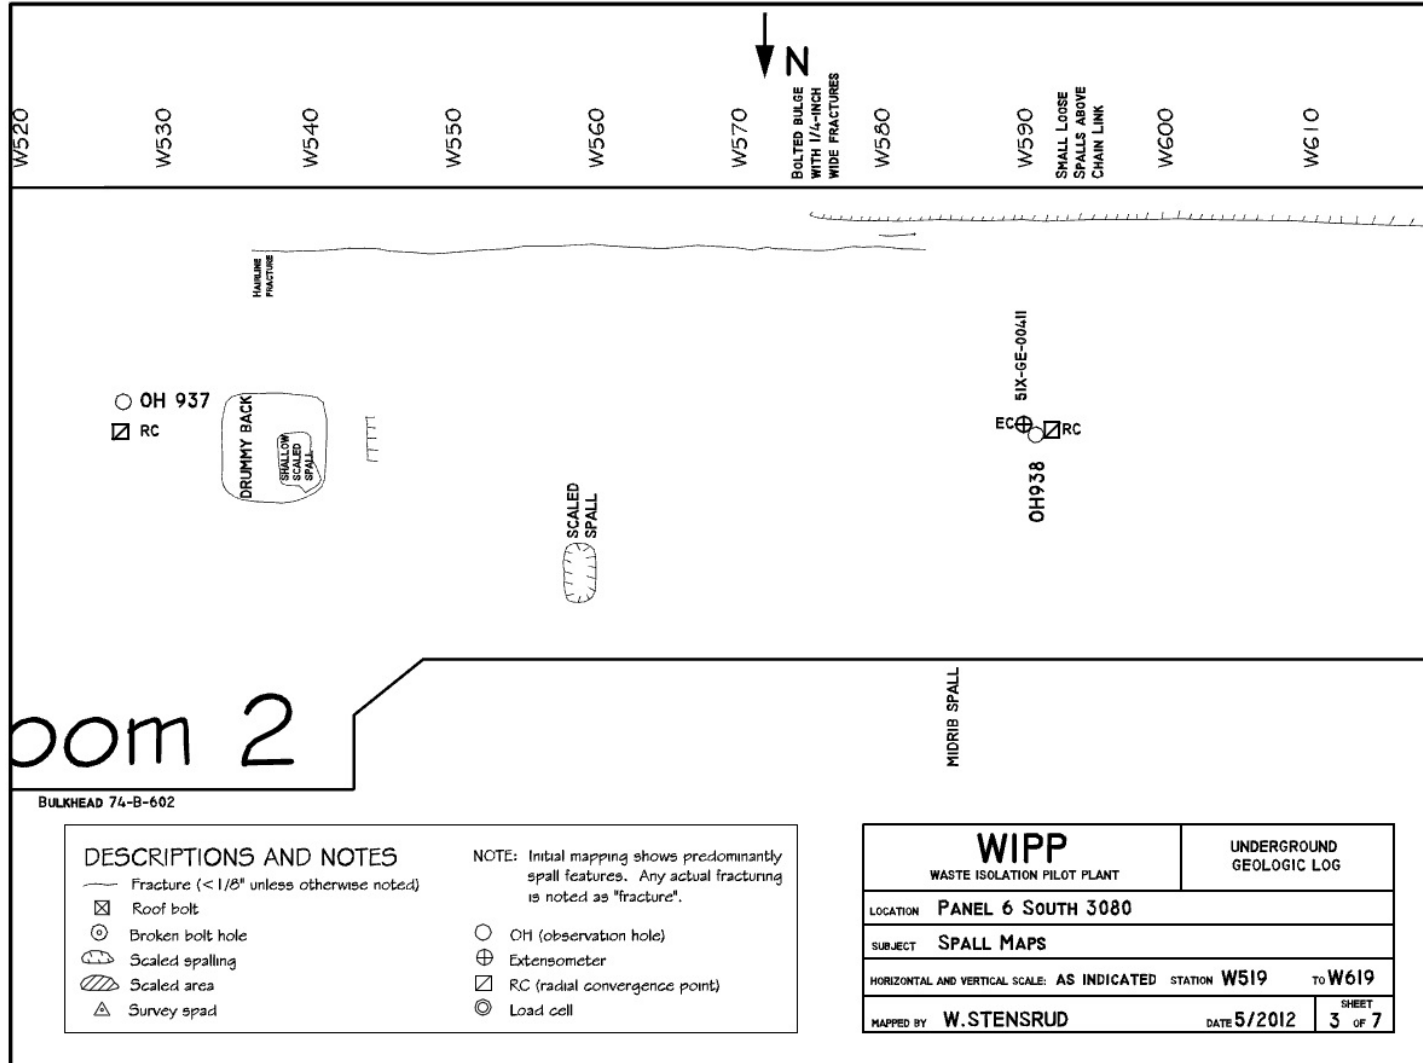 N
W520
W530
W540
W550
W560
W570
BOLTED BULGE
WITH 1/4-INCH
WIDE FRACTURES
W580
W590
SMALL LOOSE
SPALLS ABOVE
CHAIN LINK
W600
W610
HAIRLINE
FRACTURE
OH 937
RC
DRUMMY BACK
SHALLOW
SCALED
SPALL
SCALED
SPALL
51X-GE-00411
EC
RC
OH938
MIDRIB SPALL
oom 2
BULKHEAD 74-B-602
DESCRIPTIONS AND NOTES
Fracture (<1/8" unless otherwise noted)
Roof bolt
Broken bolt hole
Scaled spalling
Scaled area
Survey spad
NOTE: Initial mapping shows predominantly
spall features. Any actual fracturing
is noted as "fracture".
OH (observation hole)
Extensometer
RC (radial convergence point)
Load cell
WIPP
WASTE ISOLATION PILOT PLANT
UNDERGROUND
GEOLOGIC LOG
LOCATION PANEL 6 SOUTH 3080
SUBJECT SPALL MAPS
HORIZONTAL AND VERTICAL SCALE: AS INDICATED STATION W519 TO W619
MAPPED BY W.STENSRUD DATE 5/2012
SHEET
3 OF 7